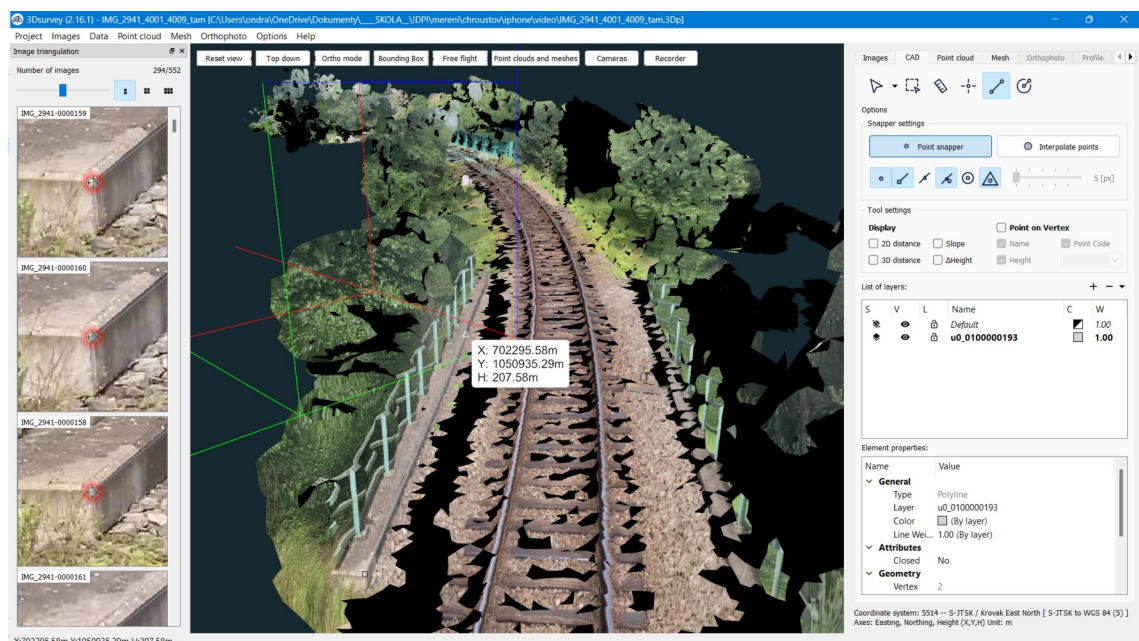 3Dsurvey (2.16.1) - IMG_2941_4001_4009_tam [C:\Users\ondra\OneDrive\Dokumenty\____SKOLA__\!DP\mereni\chroustov\iphone\video\IMG_2941_4001_4009_tam.3Dp]
Project Images Data Point cloud Mesh Orthophoto Options Help
Image triangulation
Number of images 294/552
IMG_2941-0000159
IMG_2941-0000160
IMG_2941-0000158
IMG_2941-0000161
Reset view Top down Ortho mode Bounding Box Free flight Point clouds and meshes Cameras Recorder
X: 702295.58m
Y: 1050935.29m
H: 207.58m
Images CAD Point cloud Mesh Orthophoto Profile
Options
Snapper settings
Point snapper Interpolate points
5 [px]
Tool settings
Display Point on Vertex
2D distance Slope Name Point Code
3D distance ΔHeight Height
List of layers:
S V L Name C W
Default 1.00
u0_0100000193 1.00
Element properties:
Name Value
General
Type Polyline
Layer u0_0100000193
Color (By layer)
Line Wei... 1.00 (By layer)
Attributes
Closed No
Geometry
Vertex 2
Coordinate system: 5514 -- S-JTSK / Krovak East North [ S-JTSK to WGS 84 (5) ]
Axes: Easting, Northing, Height (X,Y,H) Unit: m
X:702295.58m Y:1050935.29m H:207.58m